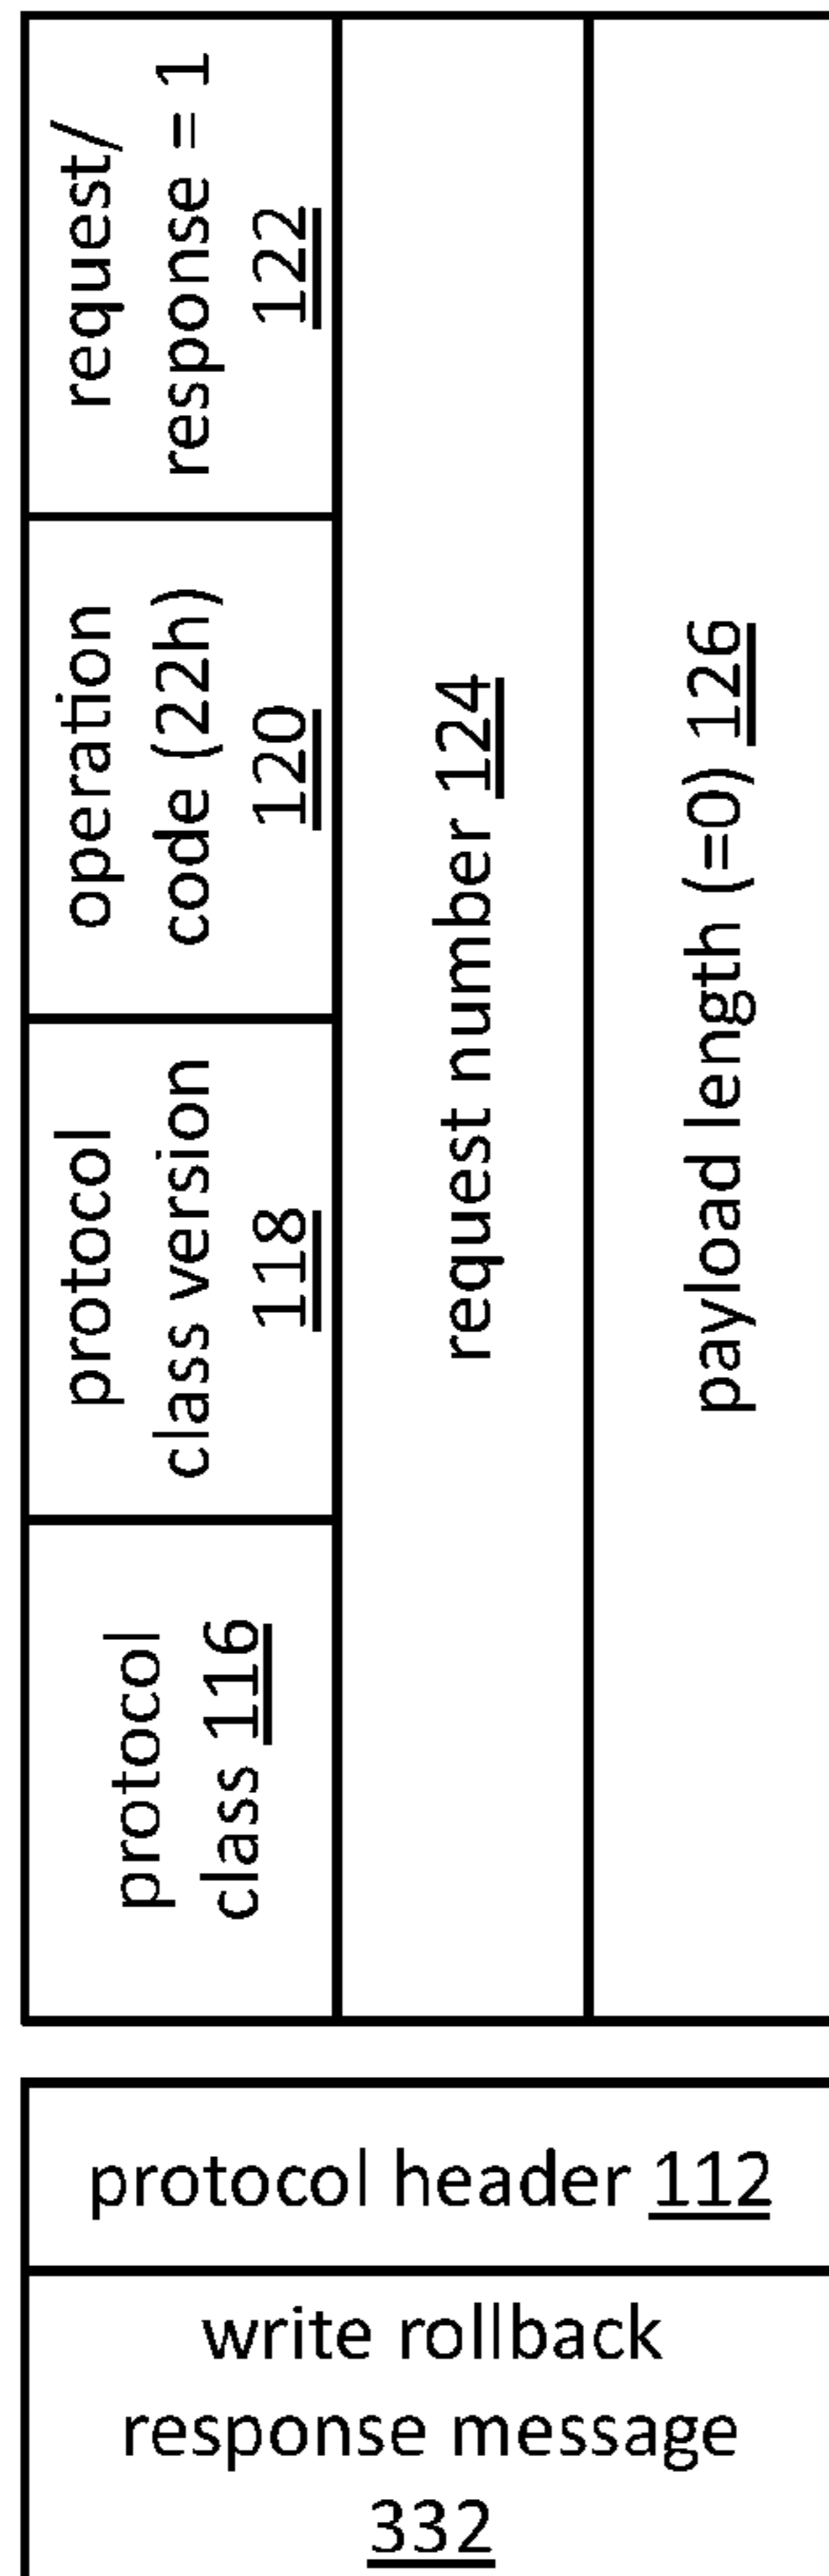 write rollback
response message
332
protocol header 112
protocol
class 116
protocol
class version
118
operation
code (22h)
120
request/
response = 1
122
request number 124
payload length (=0) 126